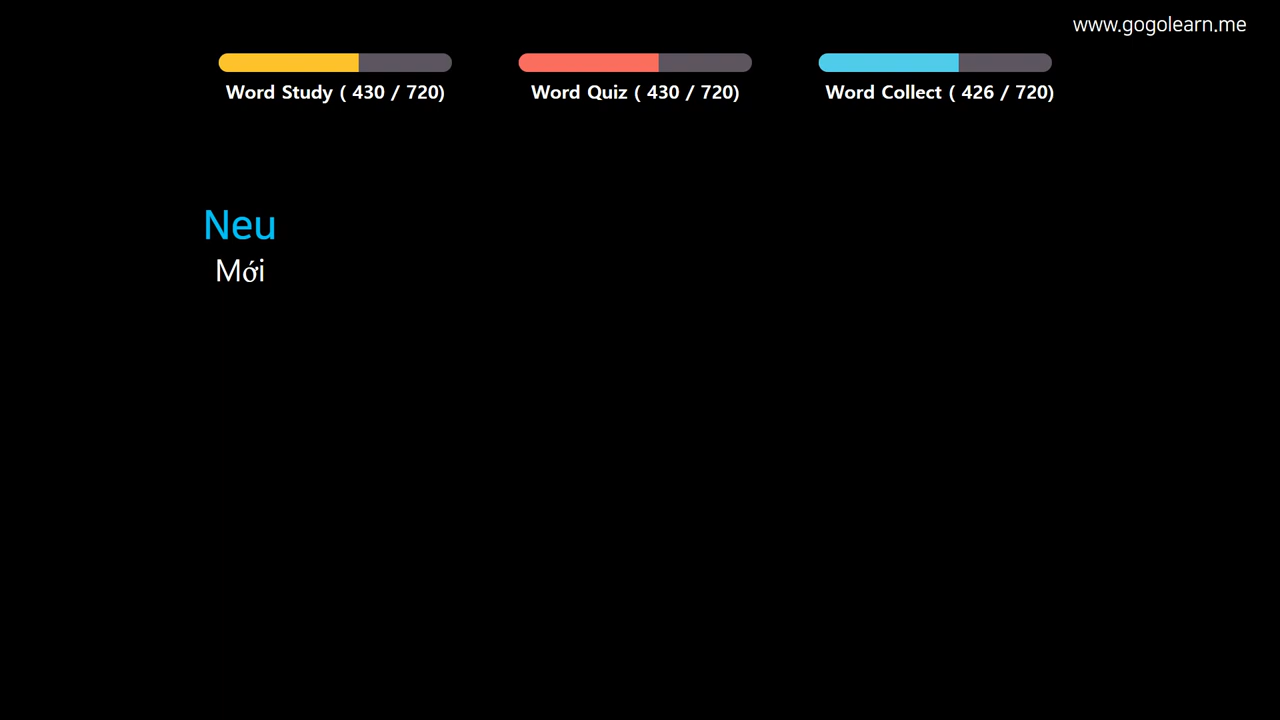 www.gogolearn.me
Word Study ( 430 / 720)
Word Quiz ( 430 / 720)
Word Collect ( 426 / 720)
Neu
Mới